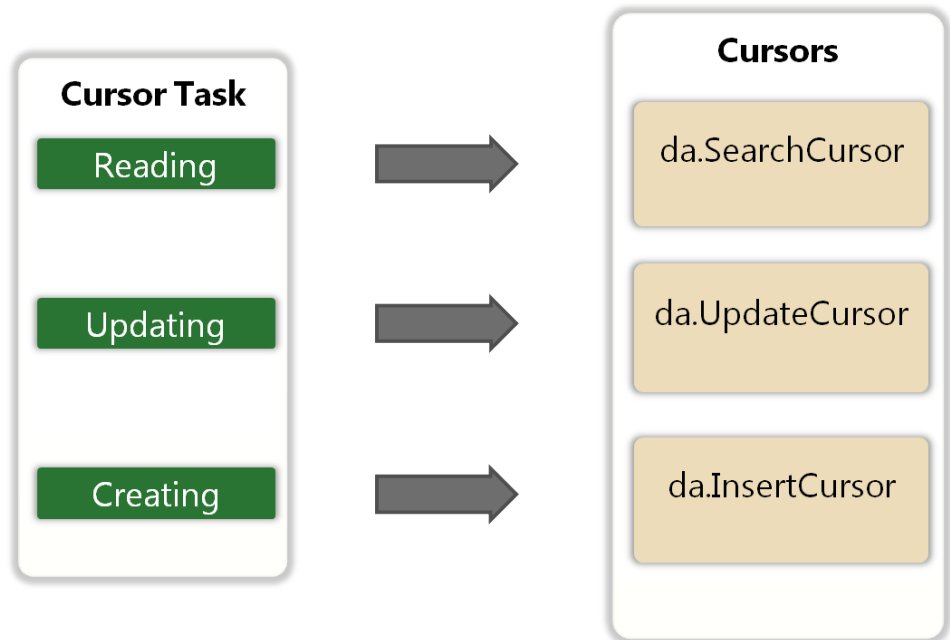 Cursor Task
Reading
Updating
Creating
Cursors
da.SearchCursor
da.UpdateCursor
da.InsertCursor